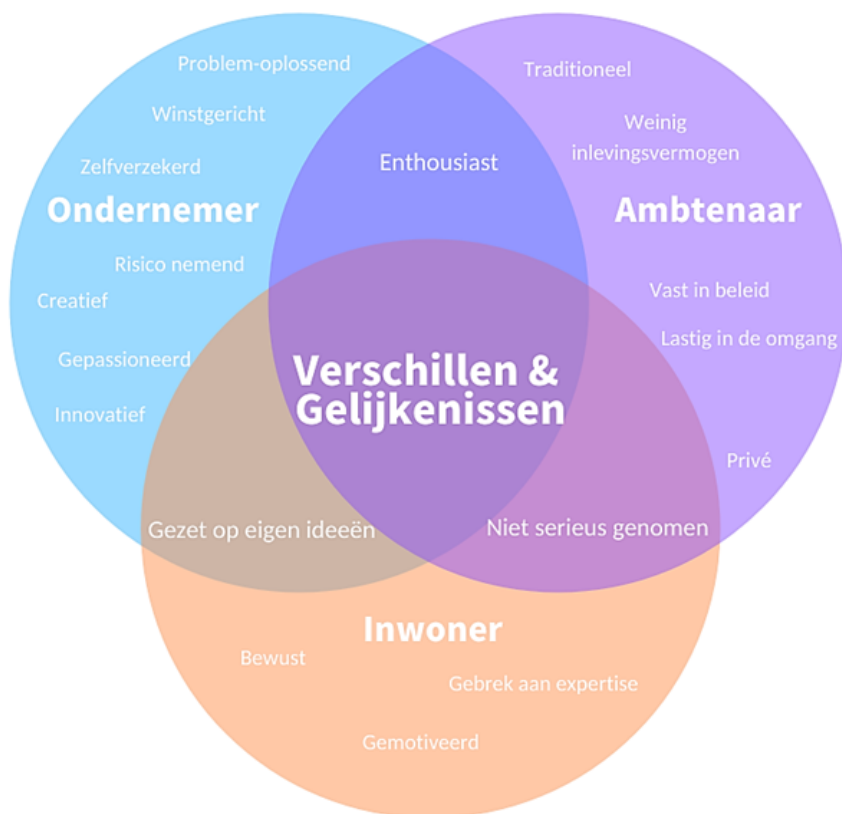 Problem-oplossend
Winstgericht
Zelfverzekerd
Ondernemer
Risico nemend
Creatief
Gepassioneerd
Innovatief
Enthousiast
Traditioneel
Weinig
inlevingsvermogen
Ambtenaar
Vast in beleid
Lastig in de omgang
Privé
Verschillen &
Gelijkenissen
Gezet op eigen ideeën
Niet serieus genomen
Inwoner
Bewust
Gebrek aan expertise
Gemotiveerd